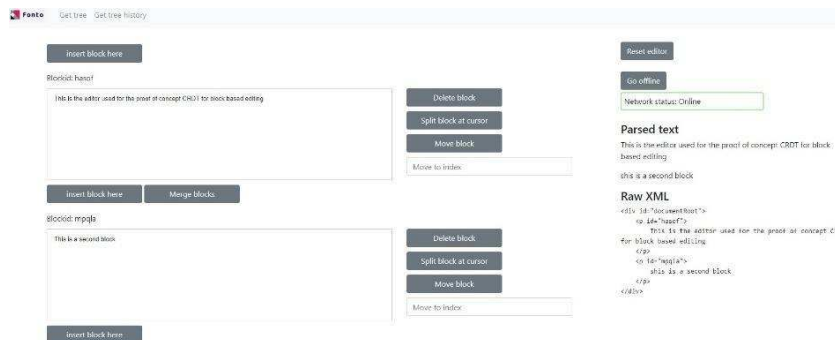 Fonto Get tree Get tree history
insert block here
Blockid: hasof
This is the editor used for the proof of concept CRDT for block based editing
Delete block
Split block at cursor
Move block
Move to index
insert block here Merge blocks
Blockid: mpqla
This is a second block
Delete block
Split block at cursor
Move block
Move to index
insert block here
Reset editor
Go offline
Network status: Online
Parsed text
This is the editor used for the proof of concept CRDT for block
based editing
this is a second block
Raw XML
<div id="documentRoot">
<p id="hasof">
This is the editor used for the proof of concept C
for block based editing
</p>
<p id="mpqla">
this is a second block
</p>
</div>